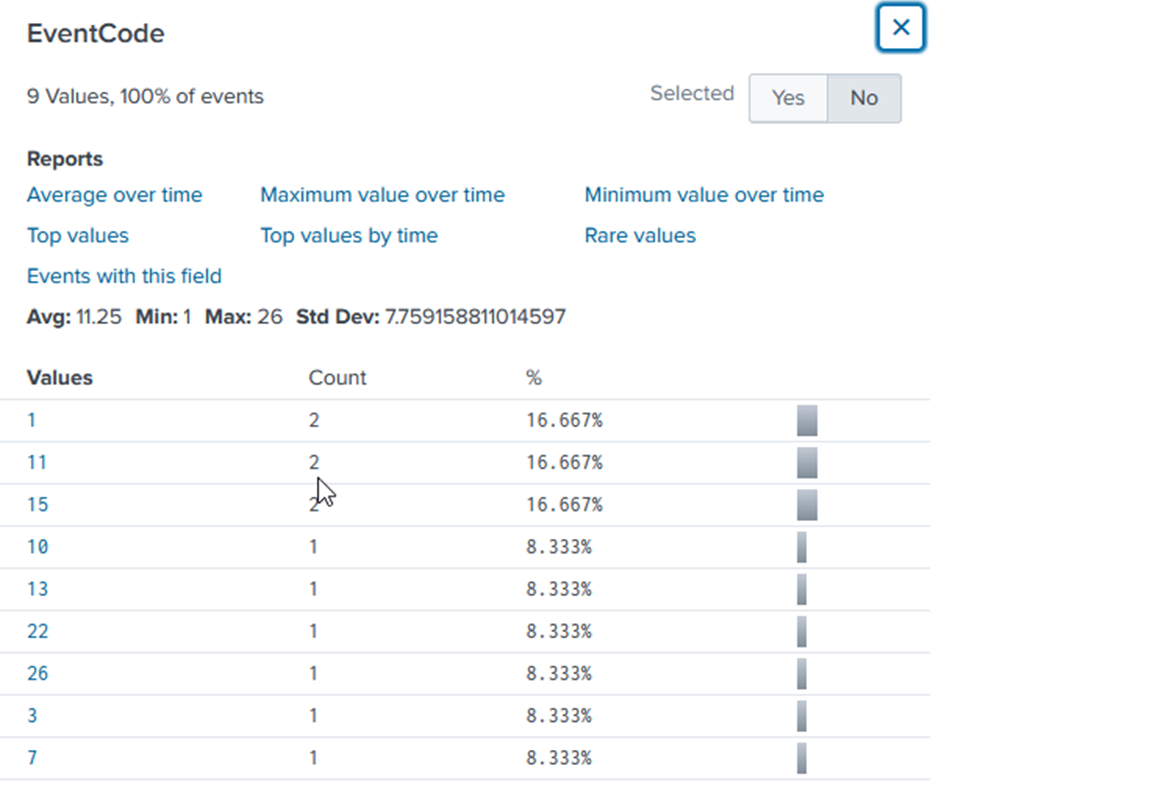 EventCode
9 Values, 100% of events
Selected Yes No
Reports
Average over time Maximum value over time Minimum value over time
Top values Top values by time Rare values
Events with this field
Avg: 11.25 Min: 1 Max: 26 Std Dev: 7.759158811014597
Values Count %
1 2 16.667%
11 2 16.667%
15 2 16.667%
10 1 8.333%
13 1 8.333%
22 1 8.333%
26 1 8.333%
3 1 8.333%
7 1 8.333%